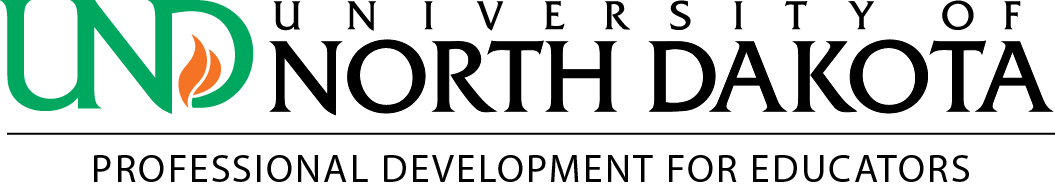 UND
UNIVERSITY OF
NORTH DAKOTA
PROFESSIONAL DEVELOPMENT FOR EDUCATORS